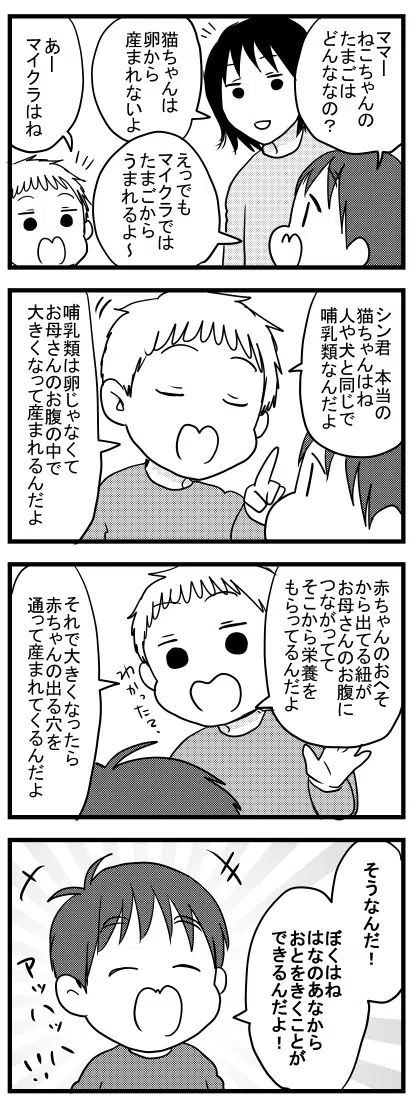 ママー
ねこちゃんの
たまごは
どんななの？
猫ちゃんは
卵から
産まれないよ
えっでも
マイクラでは
たまごから
うまれるよ～
あー
マイクラはね
シン君　本当の
猫ちゃんはね
人や犬と同じで
哺乳類なんだよ
哺乳類は卵じゃなくて
お母さんのお腹の中で
大きくなって産まれるんだよ
赤ちゃんのおへそ
から出てる紐が
お母さんのお腹に
つながってて
そこから栄養を
もらってるんだよ
わかった？
それで大きくなったら
赤ちゃんの出る穴を
通って産まれてくるんだよ
そうなんだ！
ぼくはね
はなのあなから
おとをきくことが
できるんだよ！
アッハハハ!!!